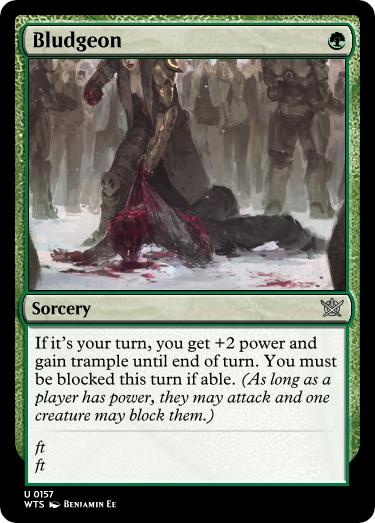 Bludgeon
Sorcery
If it's your turn, you get +2 power and
gain trample until end of turn. You must
be blocked this turn if able. (As long as a
player has power, they may attack and one
creature may block them.)
ft
ft
U 0157
WTS Benjamin Ee